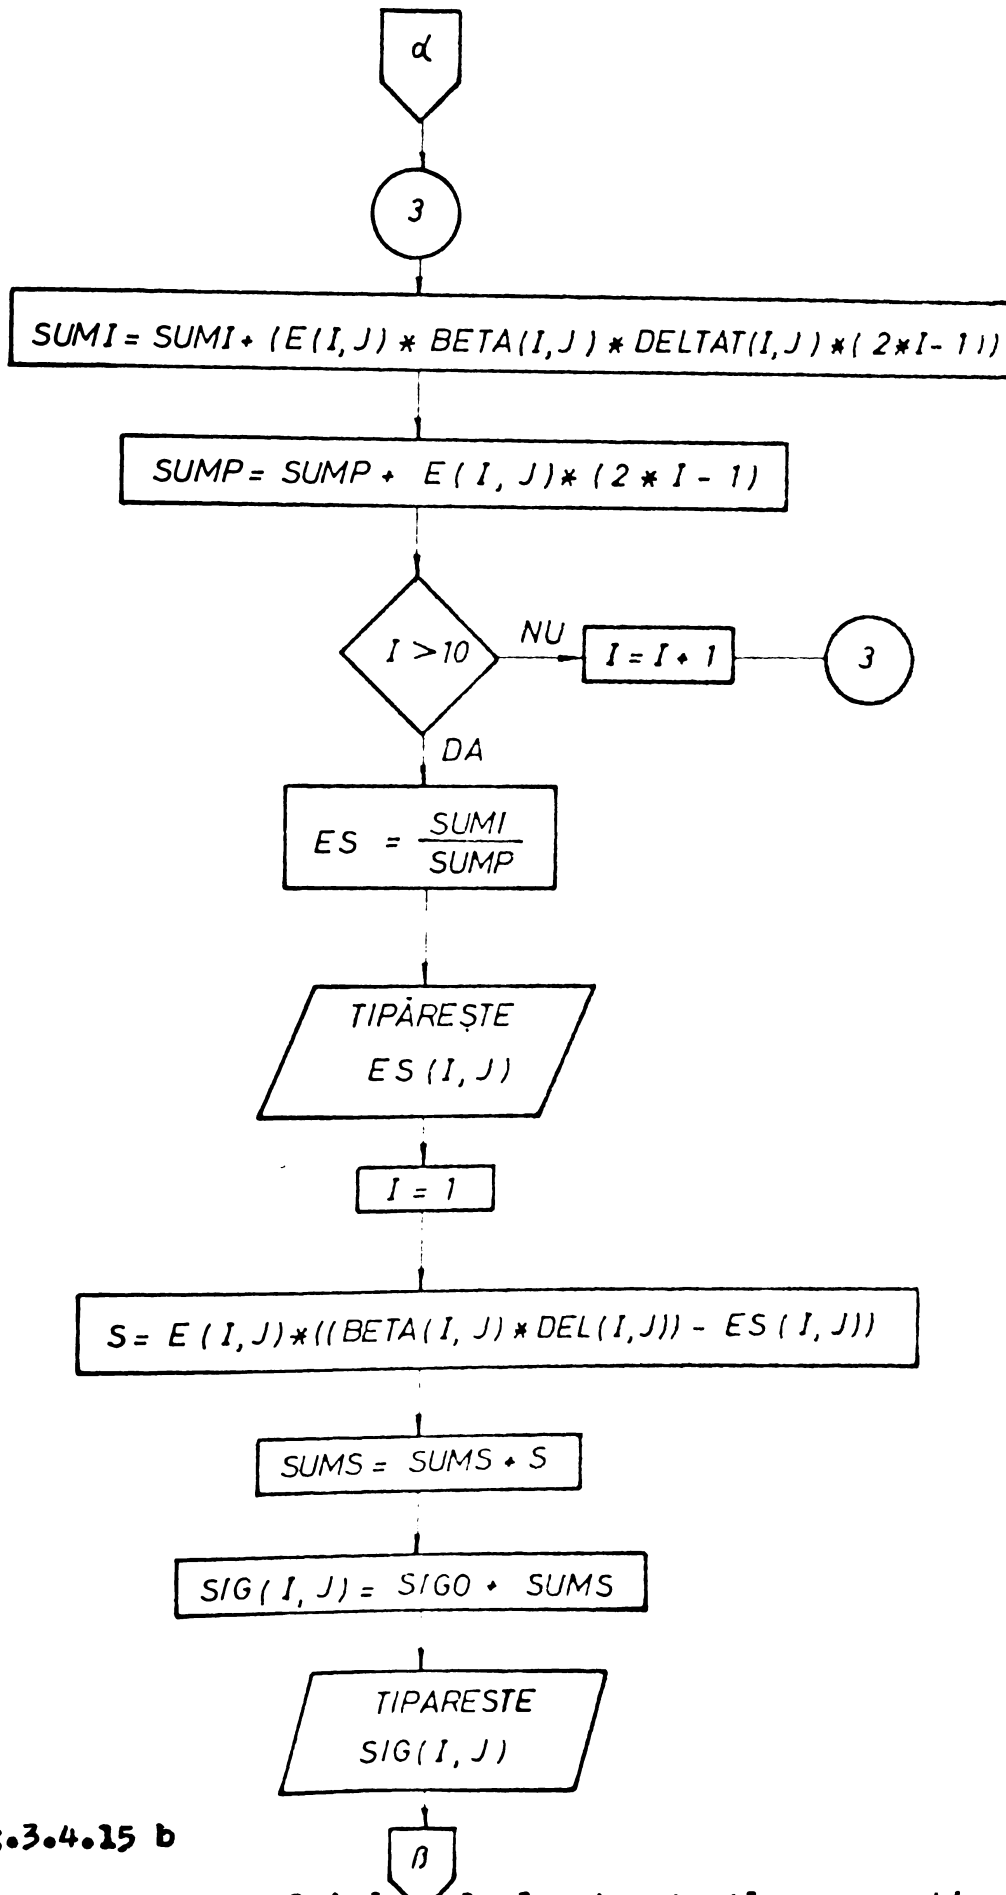 α
3
SUMI = SUMI + (E(I,J) * BETA(I,J) * DELTAT(I,J) * (2*I-1))
SUMP = SUMP + E(I,J)*(2*I-1)
I >10
NU
I = I + 1
3
DA
ES = SUMI
SUMP
TIPĂREȘTE
ES(I,J)
I = 1
S = E(I,J)*((BETA(I,J)*DEL(I,J)) - ES(I,J))
SUMS = SUMS + S
SIG(I,J) = SIGO + SUMS
TIPARESTE
SIG(I,J)
.3.4.15 b
β